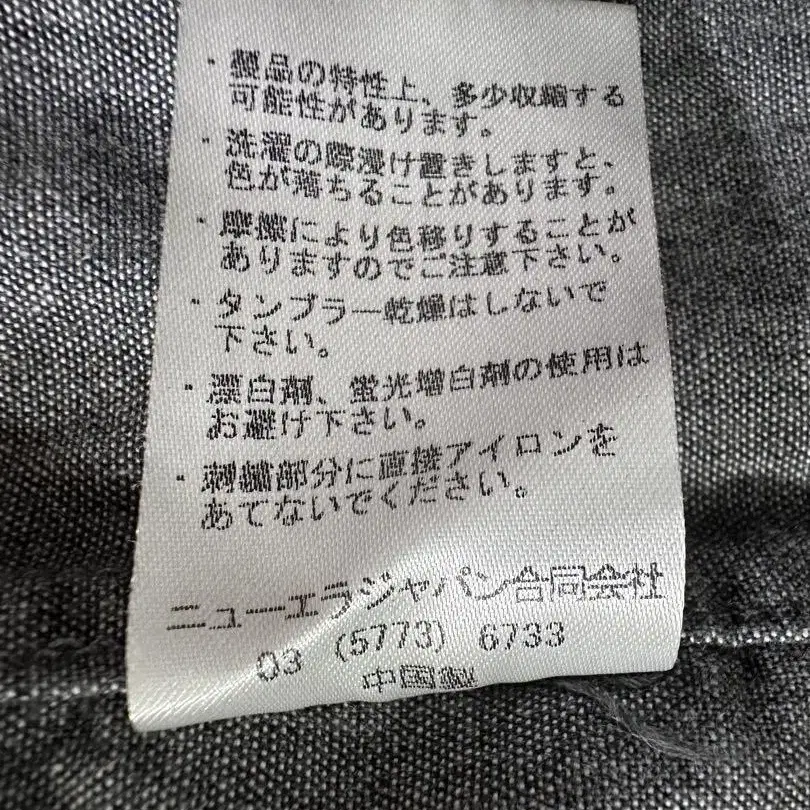 ・製品の特性上、多少収縮する
可能性があります。
・洗濯の際浸け置きしますと、
色が落ちることがあります。
・摩擦により色移りすることが
ありますのでご注意下さい。
・タンブラー乾燥はしないで
下さい。
・漂白剤、蛍光増白剤の使用は
お避け下さい。
・刺繍部分に直接アイロンを
あてないでください。
ニューエラジャパン合同会社
03 (5773) 6733
中国製